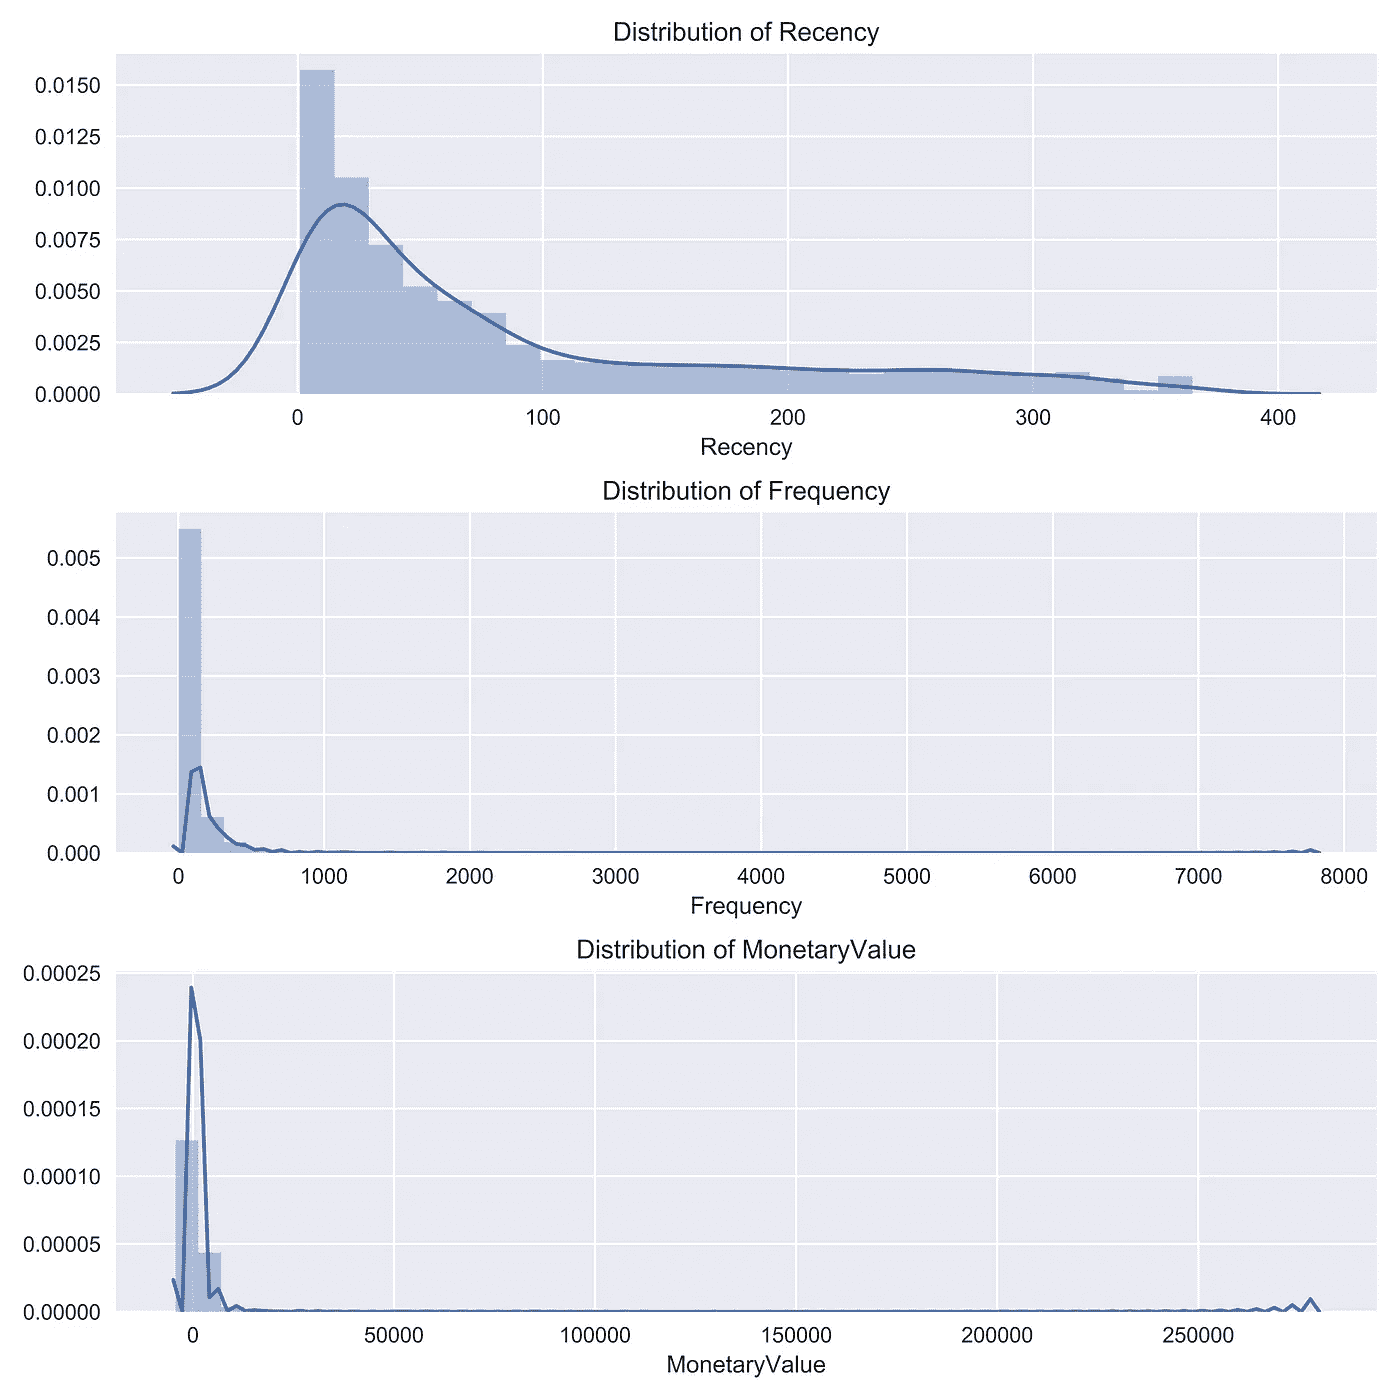 Distribution of Recency
0.0150
0.0125
0.0100
0.0075
0.0050
0.0025
0.0000
0 100 200 300 400
Recency
Distribution of Frequency
0.005
0.004
0.003
0.002
0.001
0.000
0 1000 2000 3000 4000 5000 6000 7000 8000
Frequency
Distribution of MonetaryValue
0.00025
0.00020
0.00015
0.00010
0.00005
0.00000
0 50000 100000 150000 200000 250000
MonetaryValue